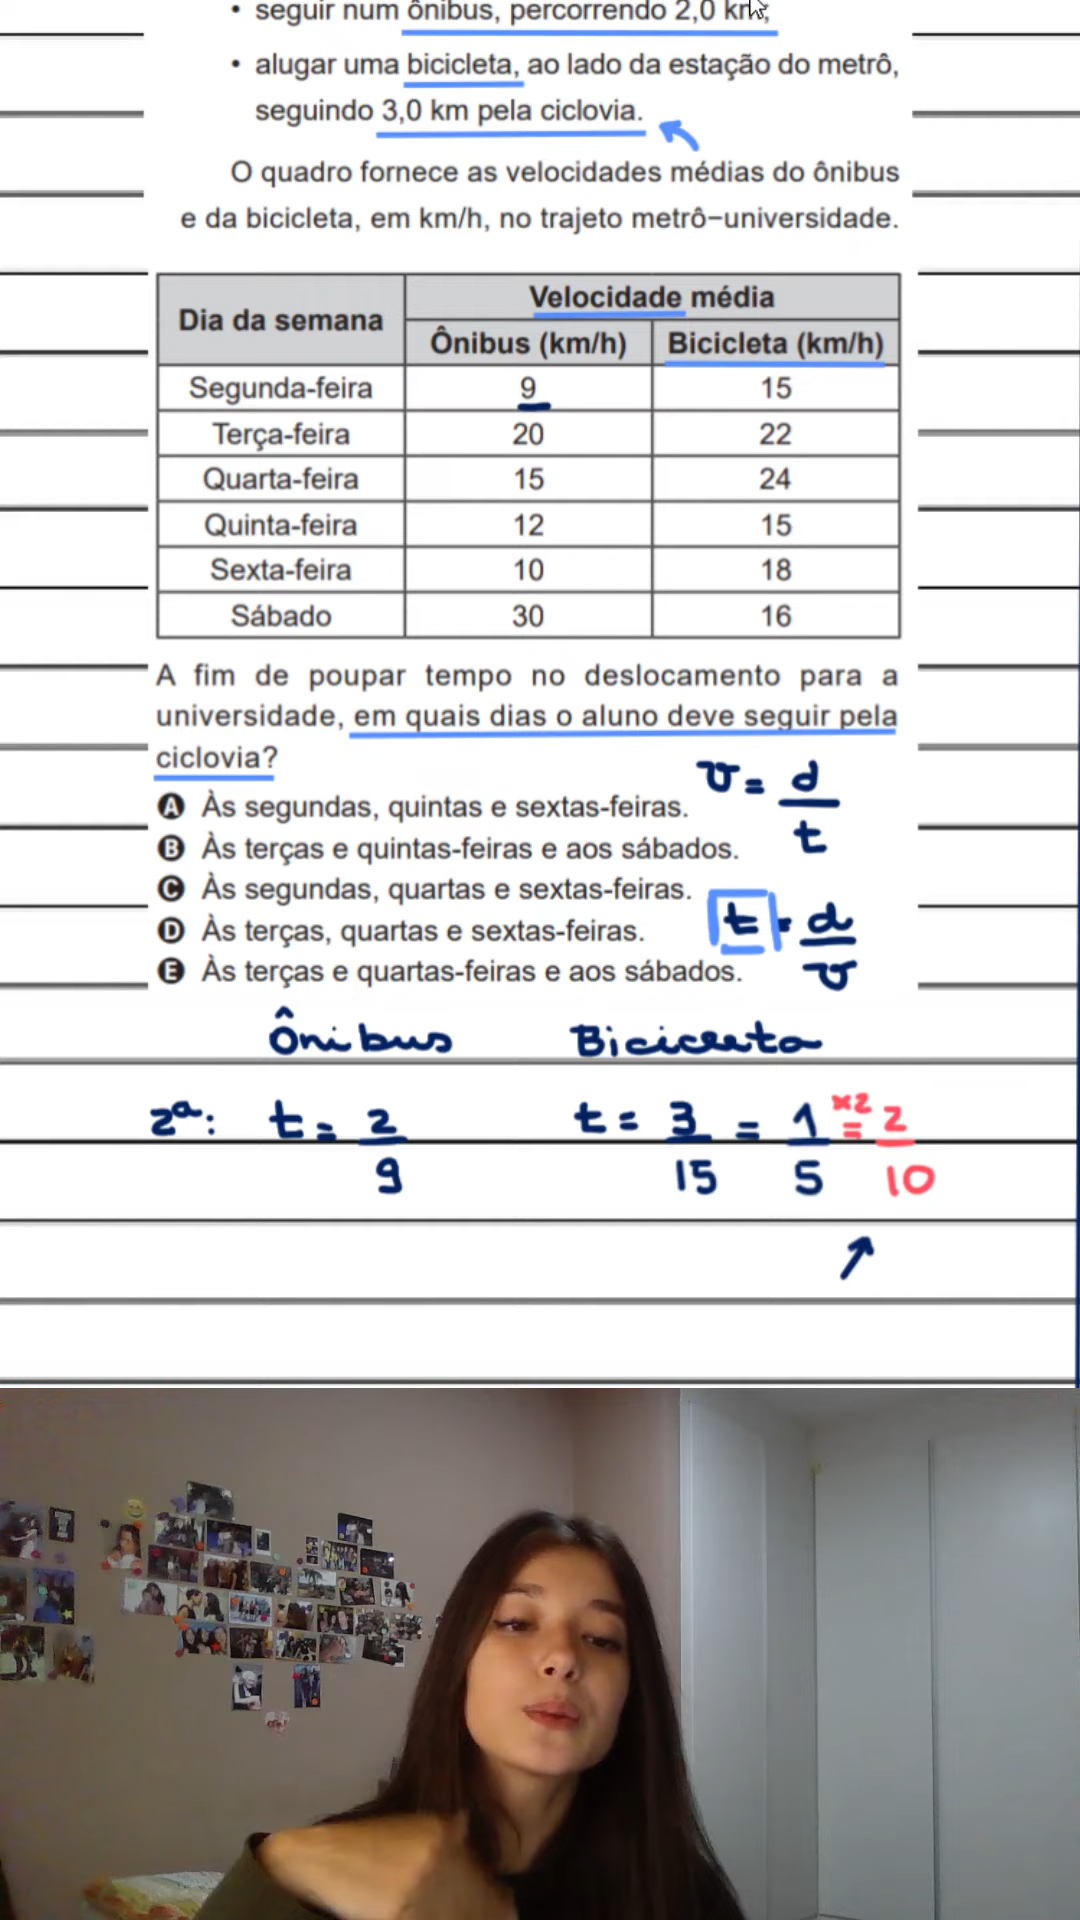 • seguir num ônibus, percorrendo 2,0 km;
• alugar uma bicicleta, ao lado da estação do metrô,
seguindo 3,0 km pela ciclovia.
O quadro fornece as velocidades médias do ônibus
e da bicicleta, em km/h, no trajeto metrô−universidade.
Dia da semana Velocidade média
Ônibus (km/h) Bicicleta (km/h)
Segunda-feira 9 15
Terça-feira 20 22
Quarta-feira 15 24
Quinta-feira 12 15
Sexta-feira 10 18
Sábado 30 16
A fim de poupar tempo no deslocamento para a
universidade, em quais dias o aluno deve seguir pela
ciclovia?
A Às segundas, quintas e sextas-feiras.
B Às terças e quintas-feiras e aos sábados.
C Às segundas, quartas e sextas-feiras.
D Às terças, quartas e sextas-feiras.
E Às terças e quartas-feiras e aos sábados.
v = d/t
t = d/v
Ônibus Bicicleta
2ª: t = 2/9 t = 3/15 = 1/5 x2 = 2/10